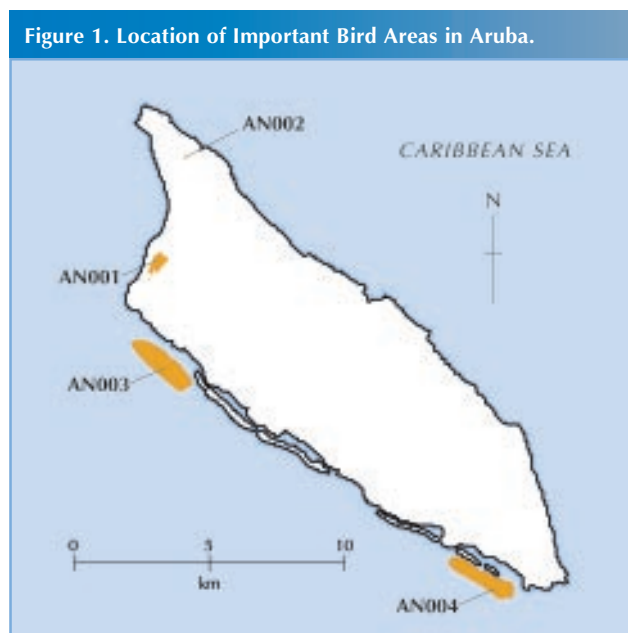 Figure 1. Location of Important Bird Areas in Aruba.
AN002
CARIBBEAN SEA
N
AN001
AN003
0 5 10
km
AN004